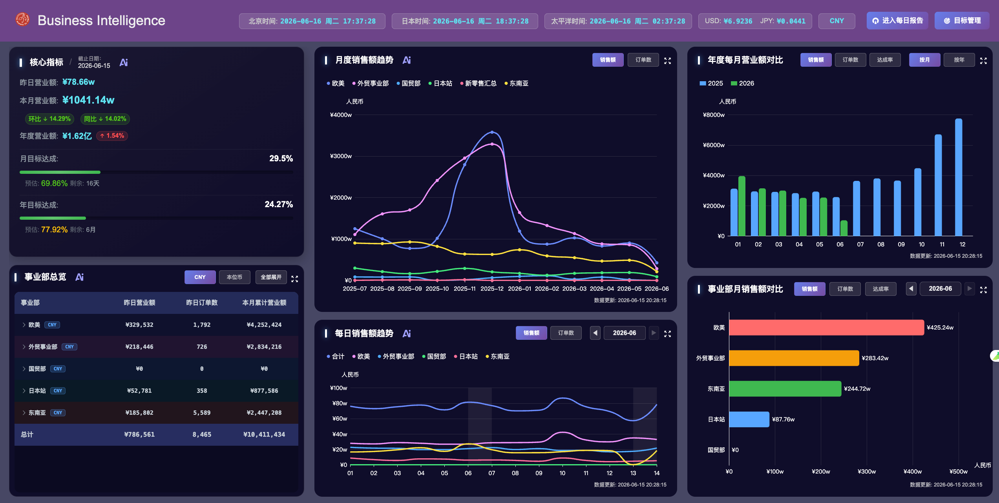 Business Intelligence
北京时间: 2026-06-16 周二 17:37:28
日本时间: 2026-06-16 周二 18:37:28
太平洋时间: 2026-06-16 周二 02:37:28
USD: ¥6.9236 JPY: ¥0.0441
CNY
进入每日报告
目标管理
核心指标 / 截止日期: 2026-06-15 Ai
昨日营业额: ¥78.66w
本月营业额: ¥1041.14w
环比 ↓ 14.29% 同比 ↓ 14.02%
年度营业额: ¥1.62亿 ↑ 1.54%
月目标达成: 29.5%
预估: 69.86% 剩余: 16天
年目标达成: 24.27%
预估: 77.92% 剩余: 6月
事业部总览 Ai CNY 本位币 全部展开
事业部 昨日营业额 昨日订单数 本月累计营业额
欧美 CNY ¥329,532 1,792 ¥4,252,424
外贸事业部 CNY ¥218,446 726 ¥2,834,216
国贸部 CNY ¥0 0 ¥0
日本站 CNY ¥52,781 358 ¥877,586
东南亚 CNY ¥185,802 5,589 ¥2,447,208
总计 ¥786,561 8,465 ¥10,411,434
月度销售额趋势 Ai 销售额 订单数
欧美 外贸事业部 国贸部 日本站 新零售汇总 东南亚
人民币
¥4000w
¥3000w
¥2000w
¥1000w
¥0
2025-07 2025-08 2025-09 2025-10 2025-11 2025-12 2026-01 2026-02 2026-03 2026-04 2026-05 2026-06
数据更新: 2026-06-15 20:28:15
每日销售额趋势 Ai 销售额 订单数 2026-06
合计 欧美 外贸事业部 国贸部 日本站 东南亚
人民币
¥100w
¥80w
¥60w
¥40w
¥20w
¥0
01 02 03 04 05 06 07 08 09 10 11 12 13 14
数据更新: 2026-06-15 20:28:15
年度每月营业额对比 销售额 订单数 达成率 按月 按年
2025 2026
人民币
¥8000w
¥6000w
¥4000w
¥2000w
¥0
01 02 03 04 05 06 07 08 09 10 11 12
数据更新: 2026-06-15 20:28:15
事业部月销售额对比 销售额 订单数 达成率 2026-06
欧美 ¥425.24w
外贸事业部 ¥283.42w
东南亚 ¥244.72w
日本站 ¥87.76w
国贸部 ¥0
人民币
¥0 ¥100w ¥200w ¥300w ¥400w ¥500w
数据更新: 2026-06-15 20:28:15